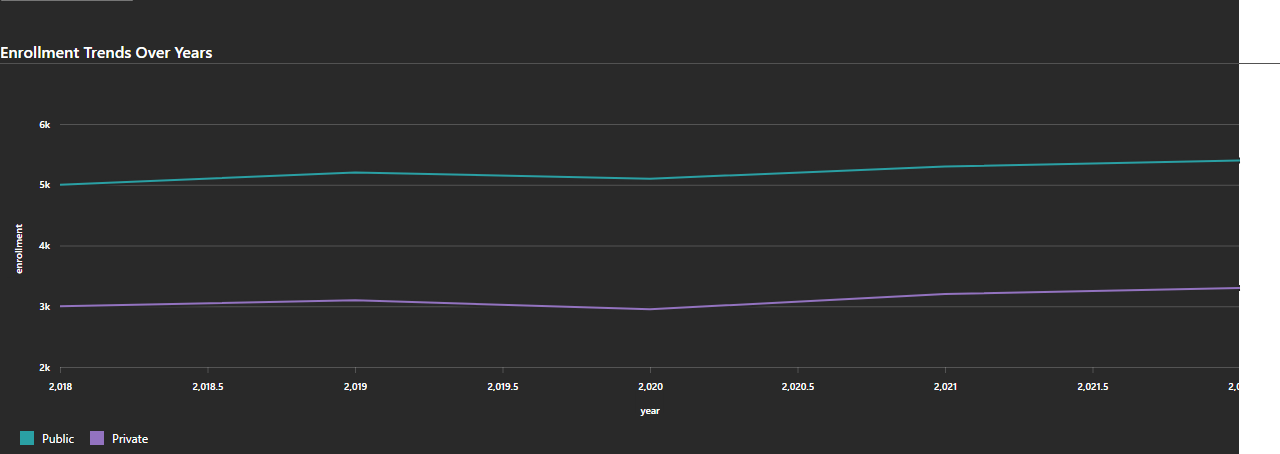 Enrollment Trends Over Years
6k
5k
4k
3k
2k
enrollment
2,018 2,018.5 2,019 2,019.5 2,020 2,020.5 2,021 2,021.5
year
Public Private